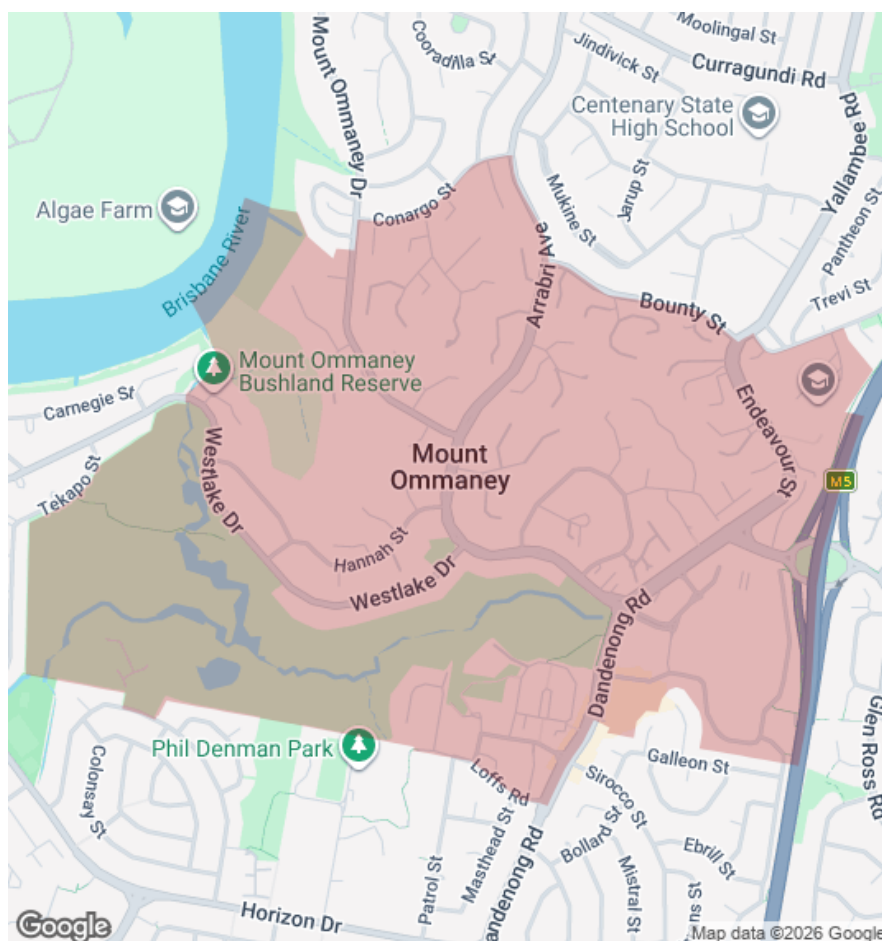 Moolingal St
Cooradilla St
Jindivick St
Curragundi Rd
Mount Ommaney Dr
Centenary State
High School
Yallambee Rd
Jarup St
Mukine St
Pantheon St
Algae Farm
Conargo St
Brisbane River
Arrabri Ave
Bounty St
Trevi St
Mount Ommaney
Bushland Reserve
Carnegie St
Endeavour St
Westlake Dr
Mount
Ommaney
M5
Tekapo St
Hannah St
Westlake Dr
Dandenong Rd
Glen Ross Rd
Phil Denman Park
Colonsay St
Loffs Rd
Galleon St
Sirocco St
Masthead St
Bollard St
Ebrill St
Patrol St
Mistral St
ns St
andenong Rd
Horizon Dr
Google
Map data ©2026 Google